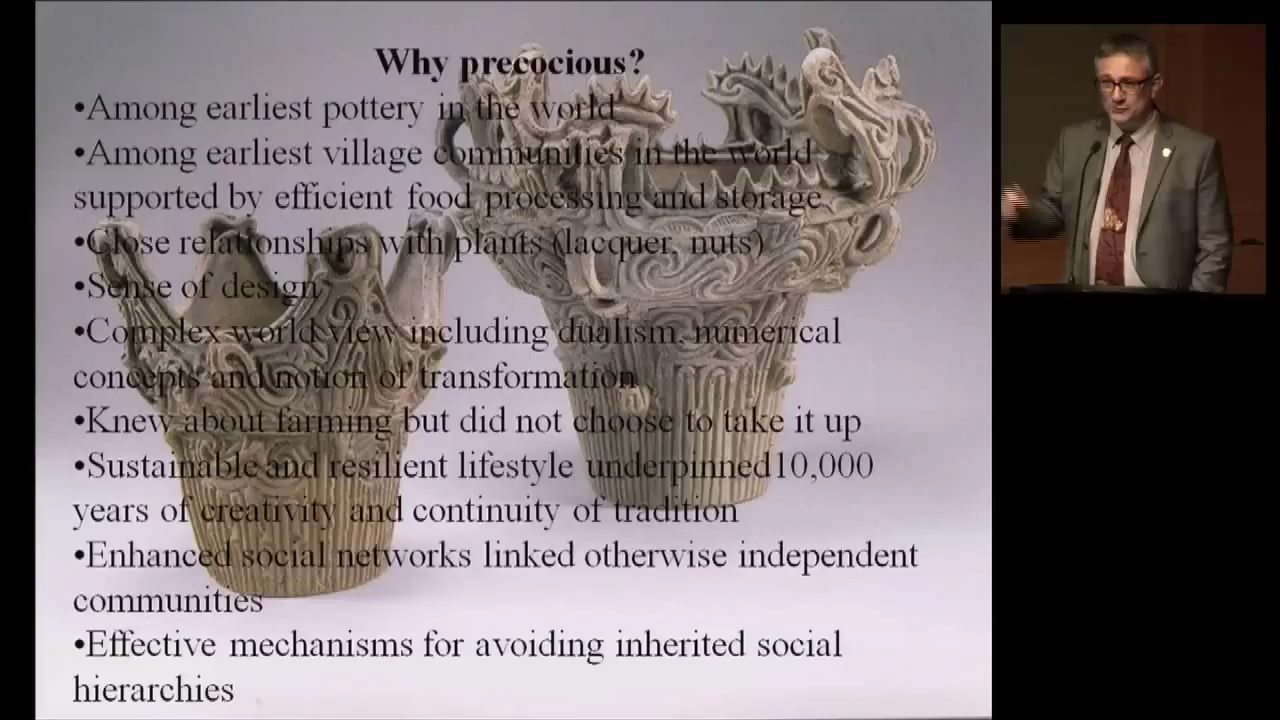 Why precocious?
•Among earliest pottery in the world
•Among earliest village communities in the world
supported by efficient food processing and storage
•Close relationships with plants (lacquer, nuts)
•Sense of design
•Complex world view including dualism, numerical
concepts and notion of transformation
•Knew about farming but did not choose to take it up
•Sustainable and resilient lifestyle underpinned10,000
years of creativity and continuity of tradition
•Enhanced social networks linked otherwise independent
communities
•Effective mechanisms for avoiding inherited social
hierarchies